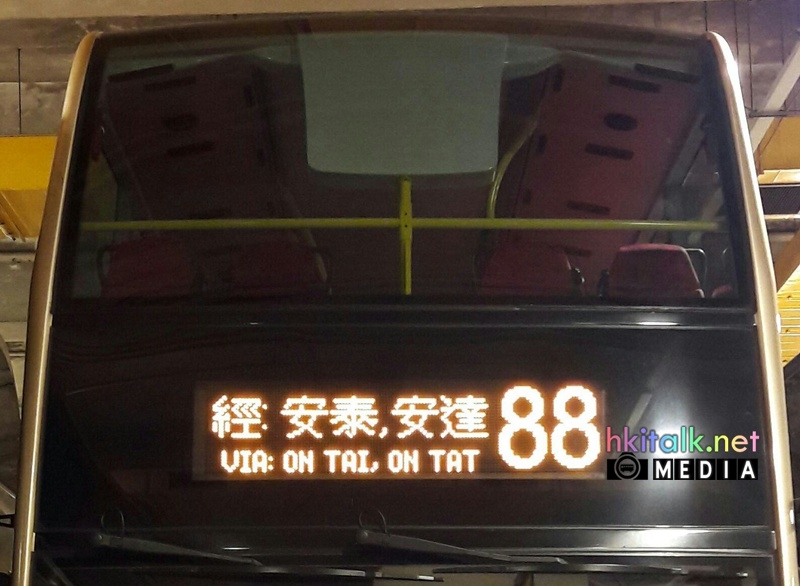 經: 安泰,安達 88
VIA: ON TAI, ON TAT
hkitalk.net
MEDIA